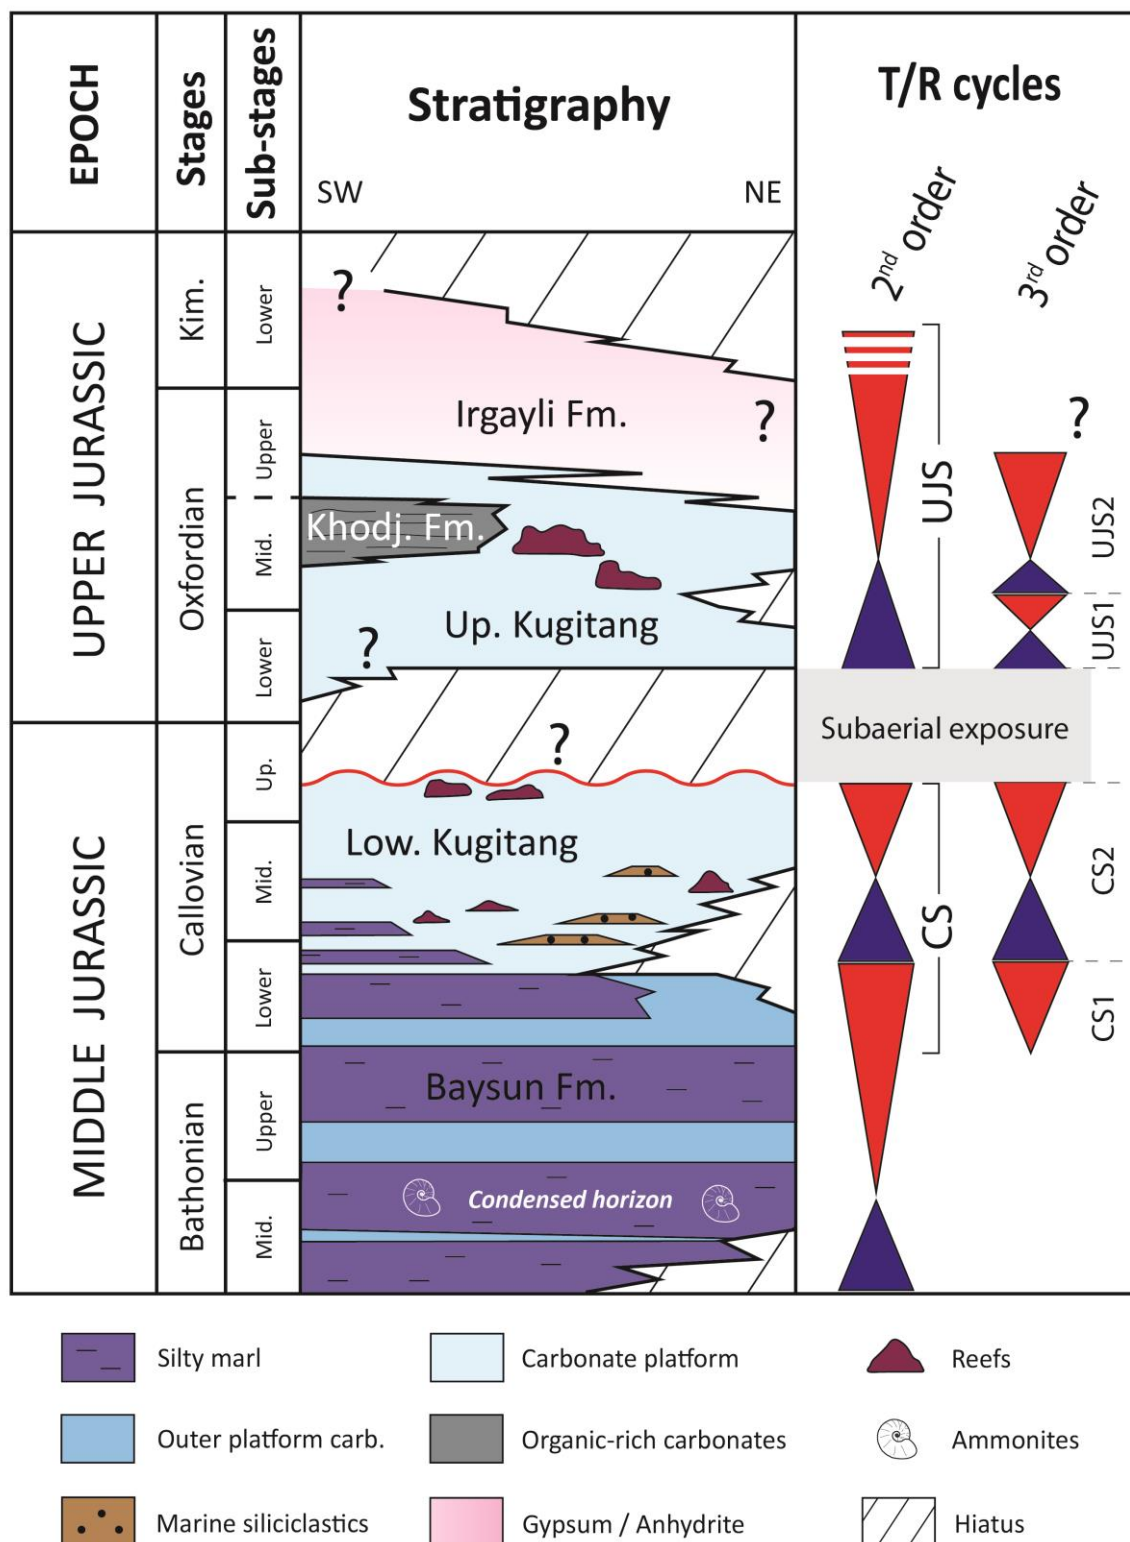 EPOCH
Stages
Sub-stages
Stratigraphy
SW
NE
T/R cycles
2nd order
3rd order
UPPER JURASSIC
Kim.
Lower
?
Irgayli Fm.
?
?
Oxfordian
Upper
Mid.
Lower
Khodj. Fm.
Up. Kugitang
?
UJS
UJS2
UJS1
Subaerial exposure
MIDDLE JURASSIC
Callovian
Up.
Mid.
Lower
?
Low. Kugitang
CS
CS2
CS1
Bathonian
Upper
Mid.
Baysun Fm.
Condensed horizon
Silty marl
Carbonate platform
Reefs
Outer platform carb.
Organic-rich carbonates
Ammonites
Marine siliciclastics
Gypsum / Anhydrite
Hiatus